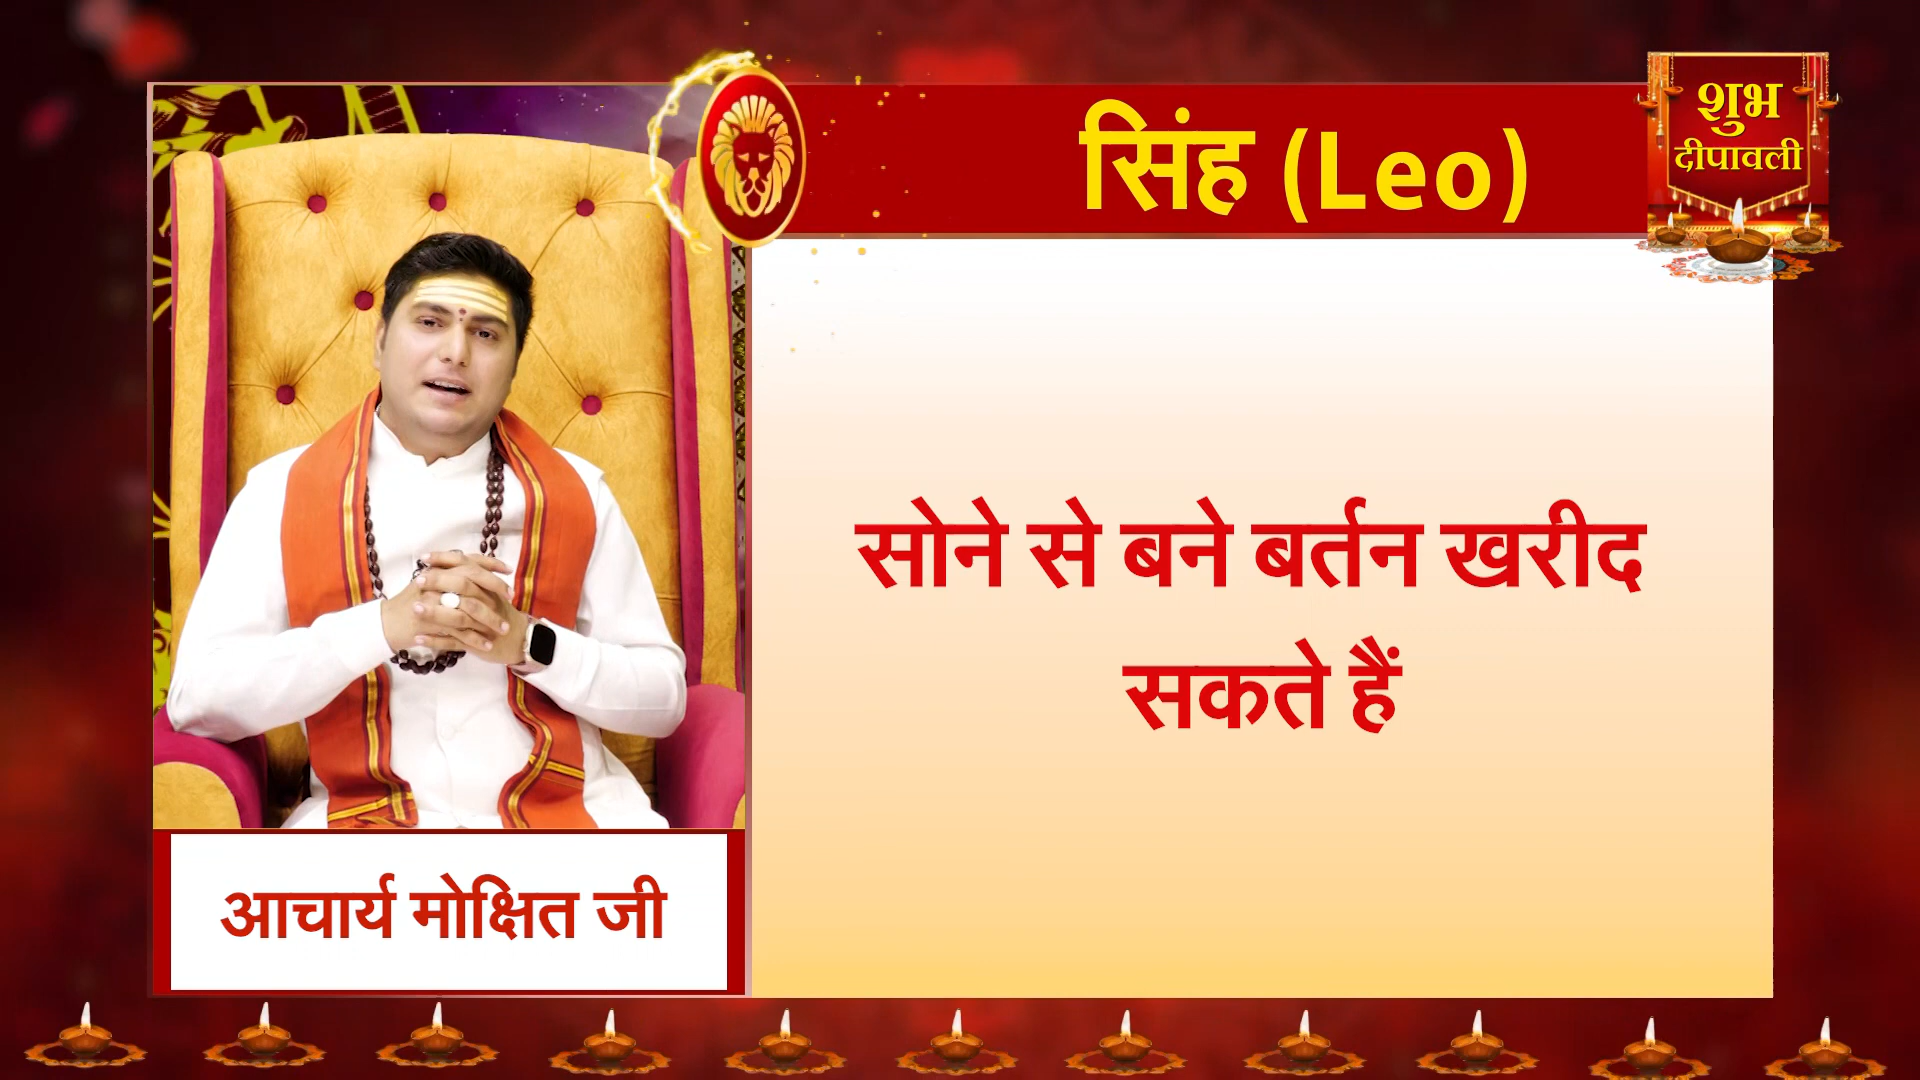 सिंह (Leo)
शुभ
दीपावली
सोने से बने बर्तन खरीद
सकते हैं
आचार्य मोक्षित जी